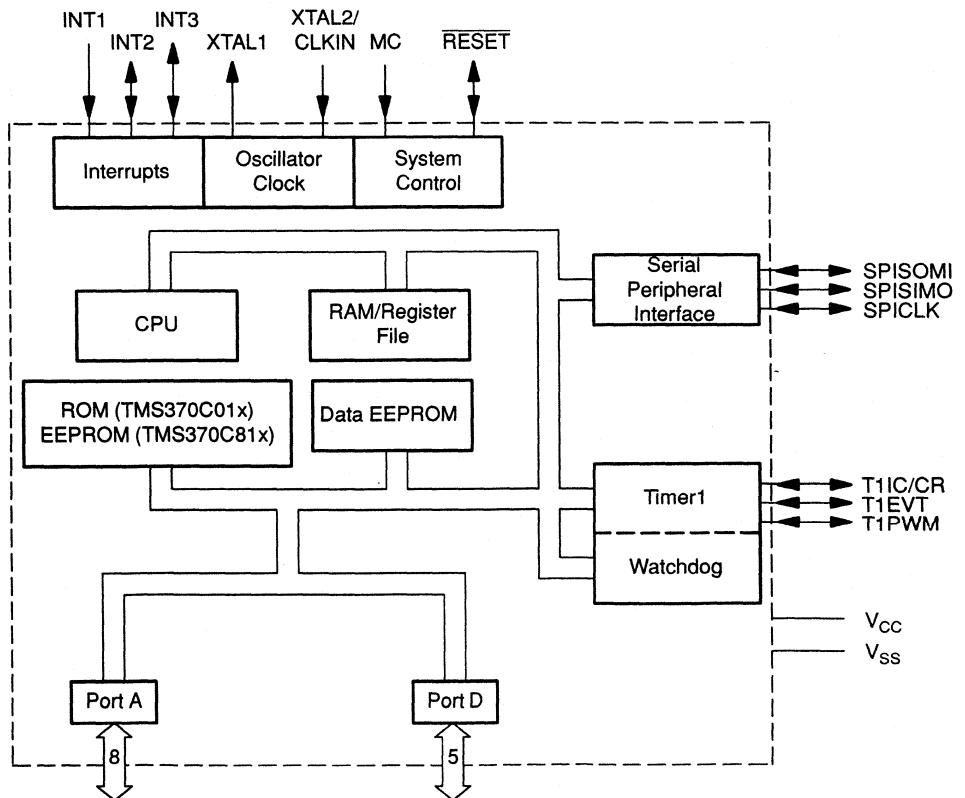 INT1
INT2
INT3
XTAL1
XTAL2/
CLKIN
MC
RESET
Interrupts
Oscillator
Clock
System
Control
CPU
RAM/Register
File
Serial
Peripheral
Interface
SPISOMI
SPISIMO
SPICLK
ROM (TMS370C01x)
EEPROM (TMS370C81x)
Data EEPROM
Timer1
Watchdog
T1IC/CR
T1EVT
T1PWM
VCC
VSS
Port A
Port D
8
5